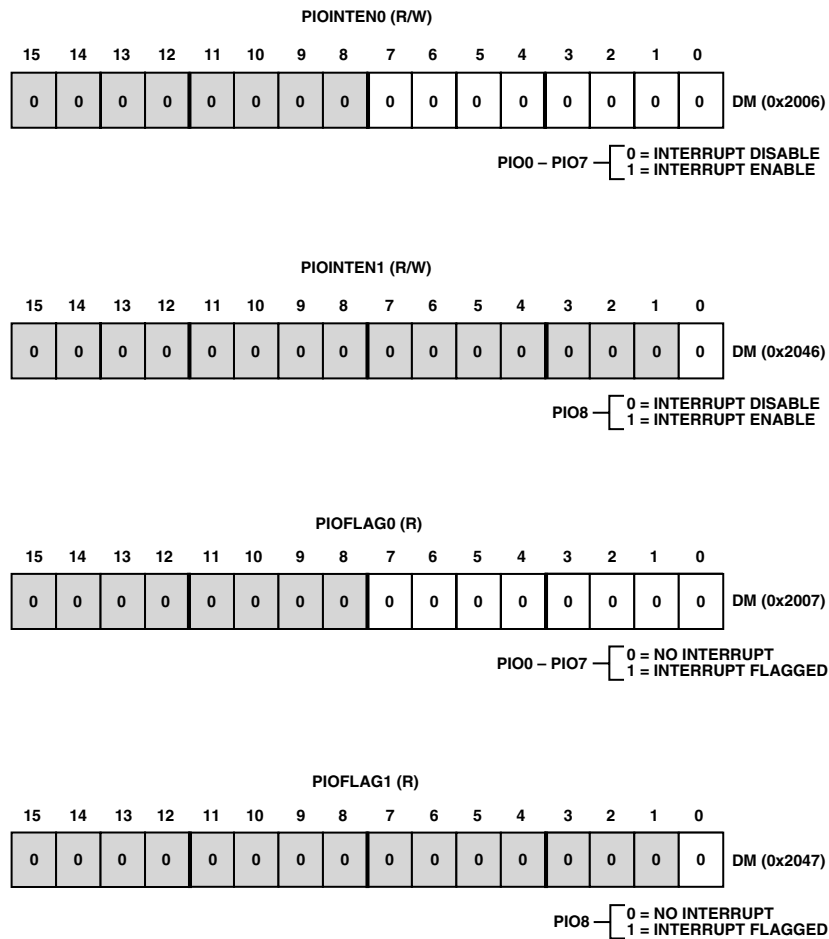 PIOINTEN0 (R/W)
15 14 13 12 11 10 9 8 7 6 5 4 3 2 1 0
0 0 0 0 0 0 0 0 0 0 0 0 0 0 0 0 DM (0x2006)
PIO0 – PIO7 0 = INTERRUPT DISABLE
1 = INTERRUPT ENABLE
PIOINTEN1 (R/W)
15 14 13 12 11 10 9 8 7 6 5 4 3 2 1 0
0 0 0 0 0 0 0 0 0 0 0 0 0 0 0 0 DM (0x2046)
PIO8 0 = INTERRUPT DISABLE
1 = INTERRUPT ENABLE
PIOFLAG0 (R)
15 14 13 12 11 10 9 8 7 6 5 4 3 2 1 0
0 0 0 0 0 0 0 0 0 0 0 0 0 0 0 0 DM (0x2007)
PIO0 – PIO7 0 = NO INTERRUPT
1 = INTERRUPT FLAGGED
PIOFLAG1 (R)
15 14 13 12 11 10 9 8 7 6 5 4 3 2 1 0
0 0 0 0 0 0 0 0 0 0 0 0 0 0 0 0 DM (0x2047)
PIO8 0 = NO INTERRUPT
1 = INTERRUPT FLAGGED